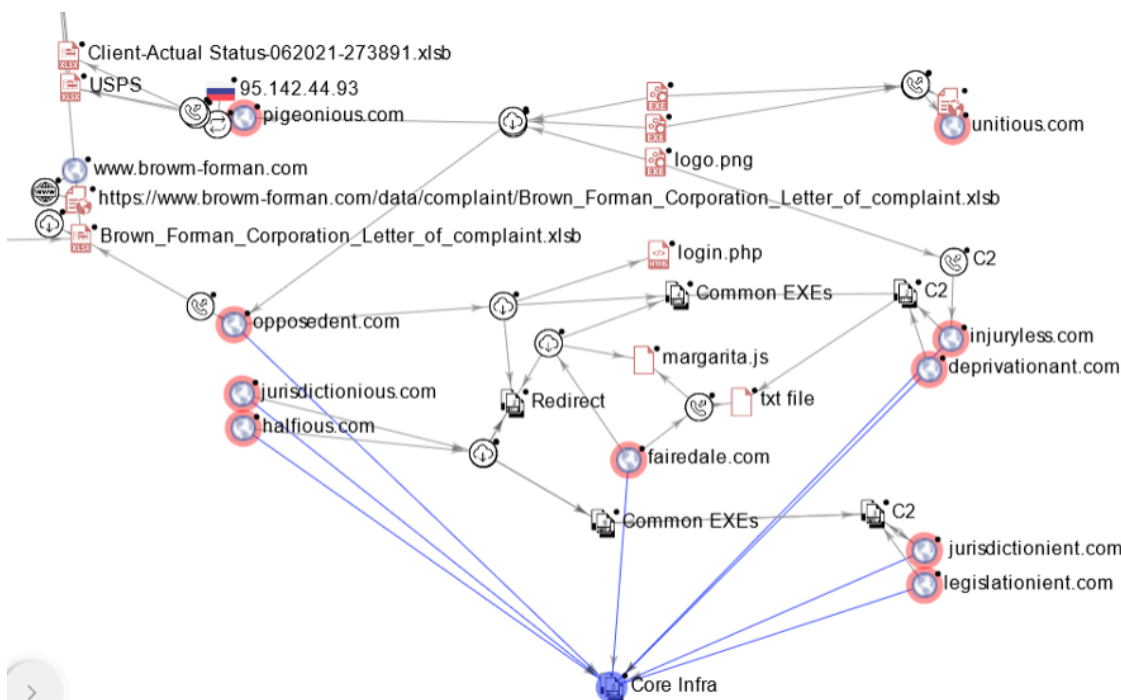 Client-Actual Status-062021-273891.xlsb
USPS
95.142.44.93
pigeonious.com
unitious.com
logo.png
www.browm-forman.com
https://www.browm-forman.com/data/complaint/Brown_Forman_Corporation_Letter_of_complaint.xlsb
Brown_Forman_Corporation_Letter_of_complaint.xlsb
login.php
C2
Common EXEs
C2
opposedent.com
injuryless.com
margarita.js
deprivationant.com
jurisdictionious.com
Redirect
txt file
halfious.com
fairedale.com
Common EXEs
C2
jurisdictionient.com
legislationient.com
Core Infra